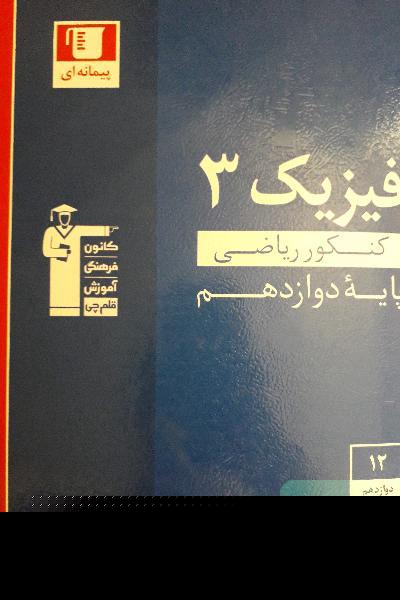 پیمانه‌ای
فیزیک ۳
کنکور ریاضی
پایهٔ دوازدهم
کانون
فرهنگی
آموزش
قلم‌چی
۱۲
دوازدهم